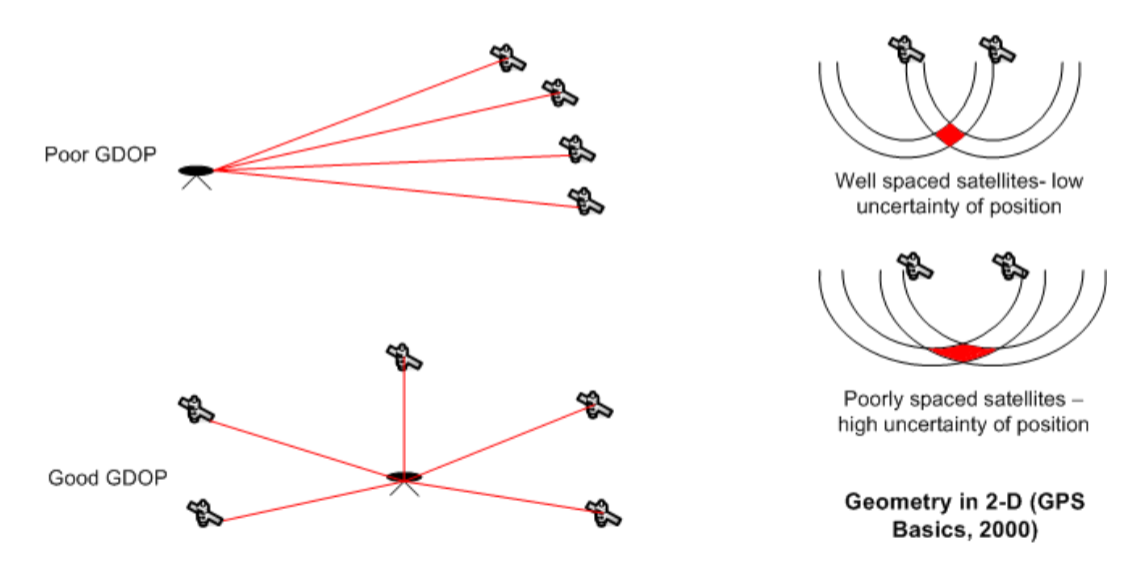 Poor GDOP
Good GDOP
Well spaced satellites- low
uncertainty of position
Poorly spaced satellites –
high uncertainty of position
Geometry in 2-D (GPS
Basics, 2000)